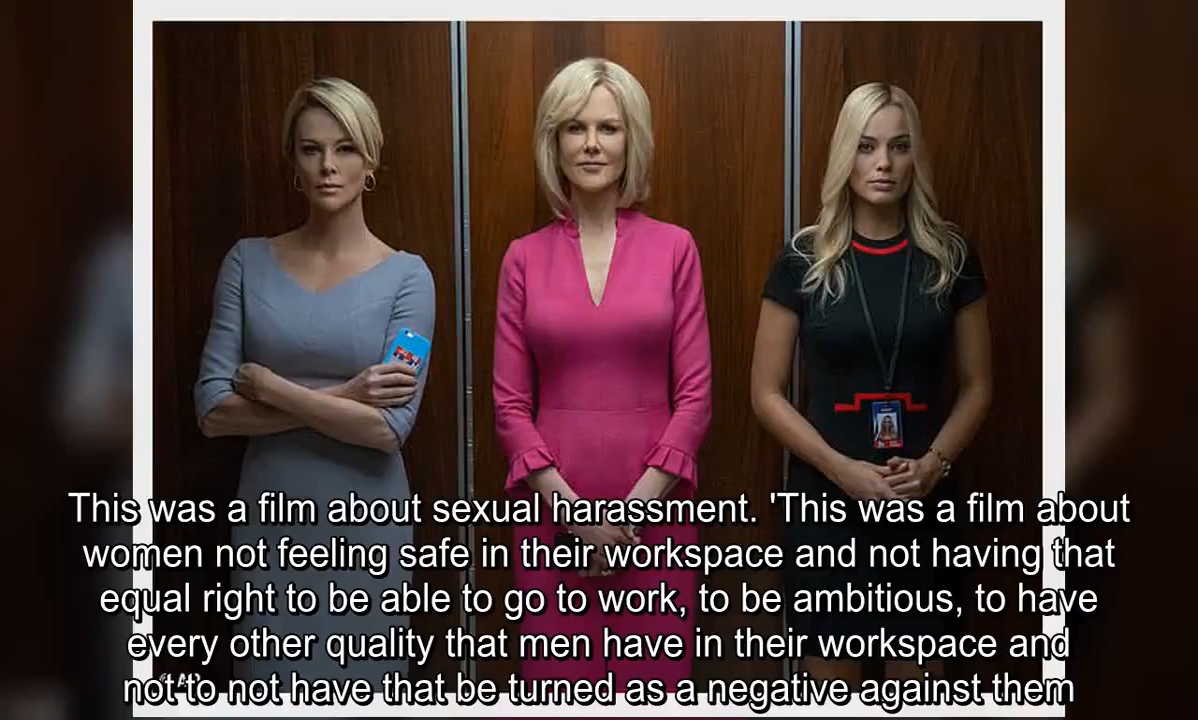 This was a film about sexual harassment. 'This was a film about
women not feeling safe in their workspace and not having that
equal right to be able to go to work, to be ambitious, to have
every other quality that men have in their workspace and
not to not have that be turned as a negative against them